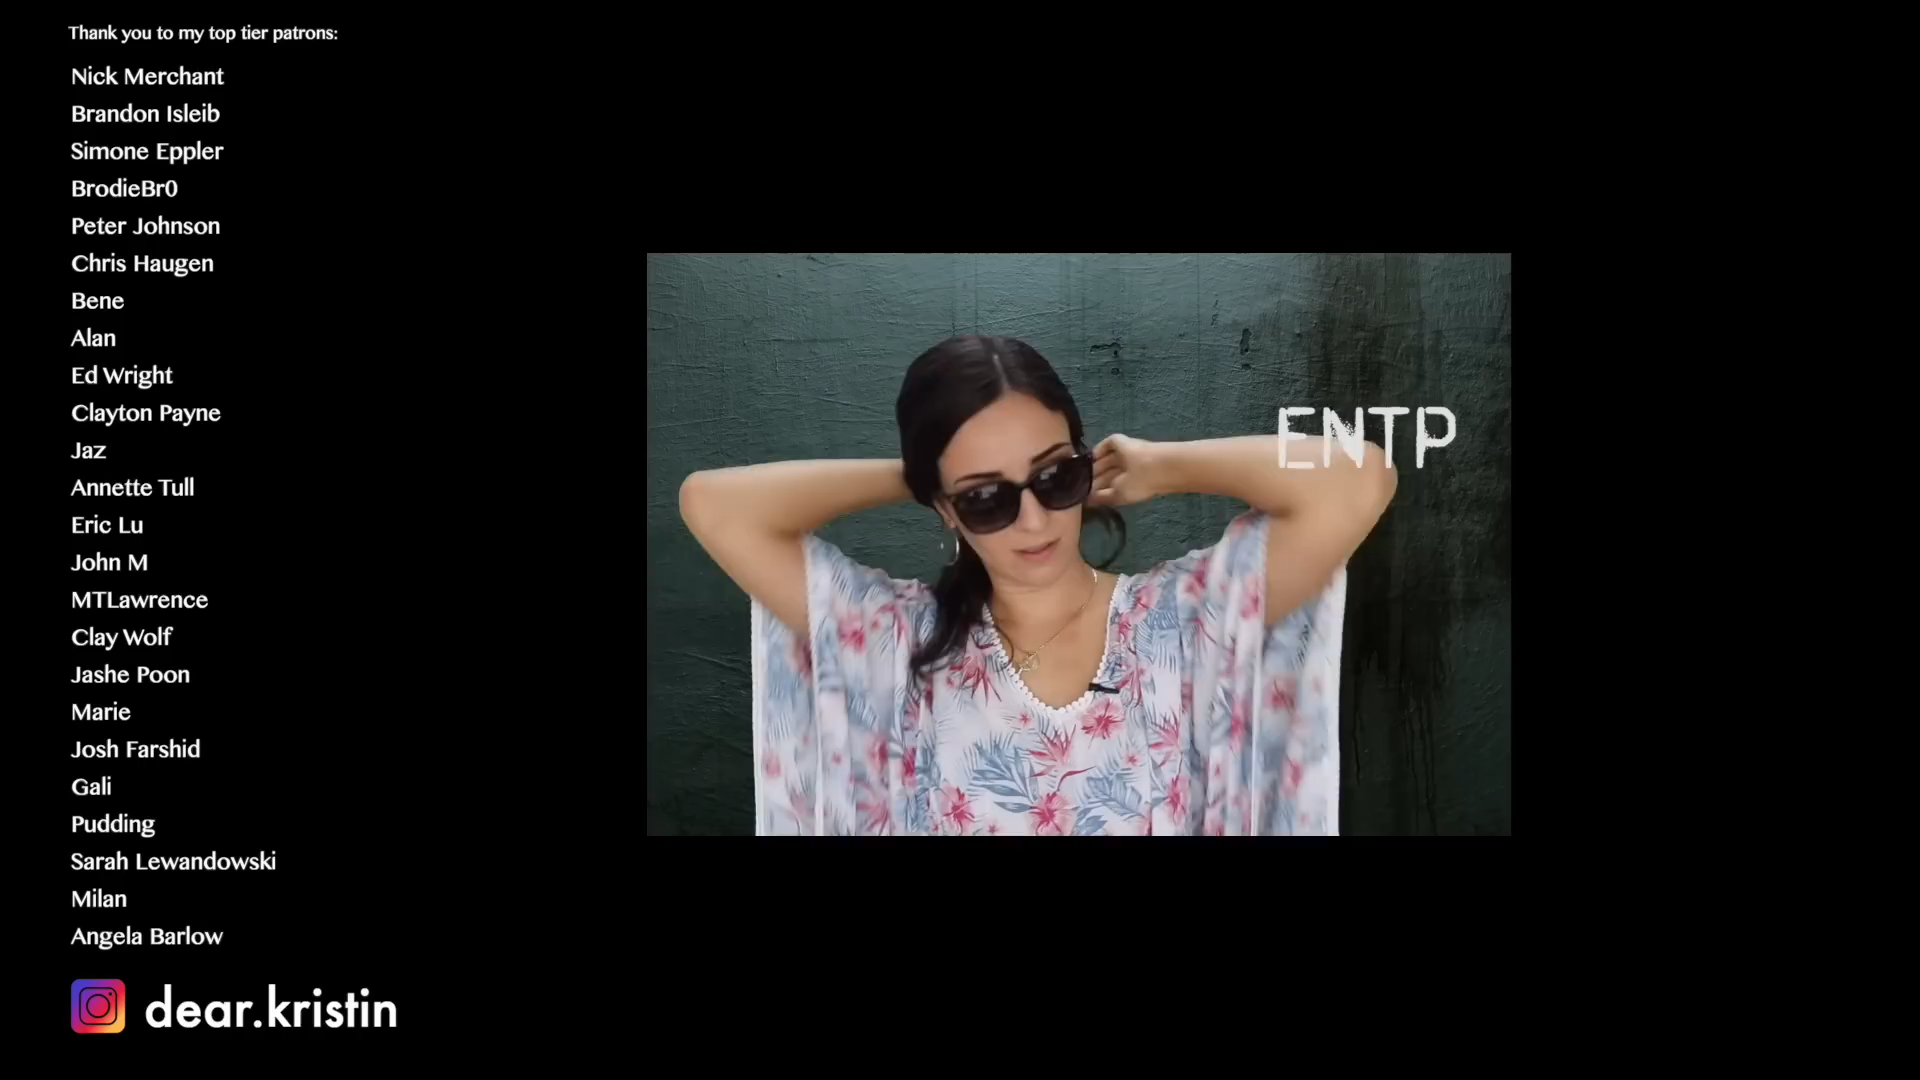 Thank you to my top tier patrons:
Nick Merchant
Brandon Isleib
Simone Eppler
BrodieBr0
Peter Johnson
Chris Haugen
Bene
Alan
Ed Wright
Clayton Payne
Jaz
Annette Tull
Eric Lu
John M
MTLawrence
Clay Wolf
Jashe Poon
Marie
Josh Farshid
Gali
Pudding
Sarah Lewandowski
Milan
Angela Barlow
dear.kristin
ENTP